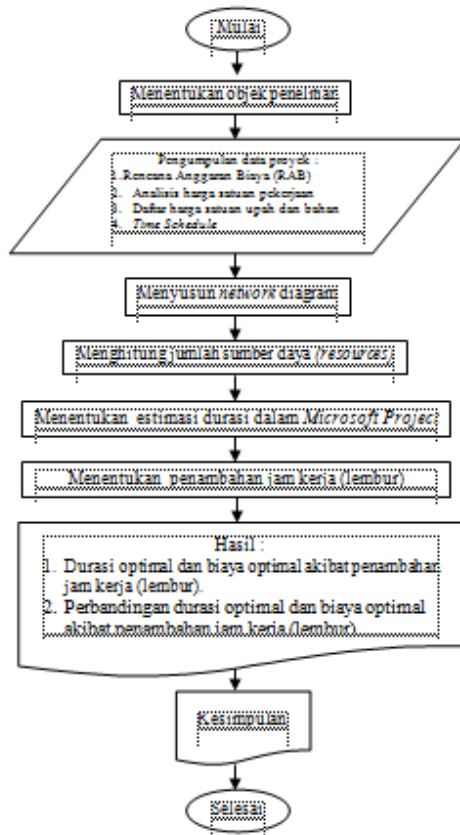 Mulai
Menentukan objek penelitian
Pengumpulan data proyek :
1. Rencana Anggaran Biaya (RAB)
2. Analisis harga satuan pekerjaan
3. Daftar harga satuan upah dan bahan
4. Time Schedule
Menyusun network diagram
Menghitung jumlah sumber daya (resources)
Menentukan estimasi durasi dalam Microsoft Projec
Menentukan penambahan jam kerja (lembur)
Hasil :
1. Durasi optimal dan biaya optimal akibat penambahan
jam kerja (lembur).
2. Perbandingan durasi optimal dan biaya optimal
akibat penambahan jam kerja (lembur)
Kesimpulan
Selesai